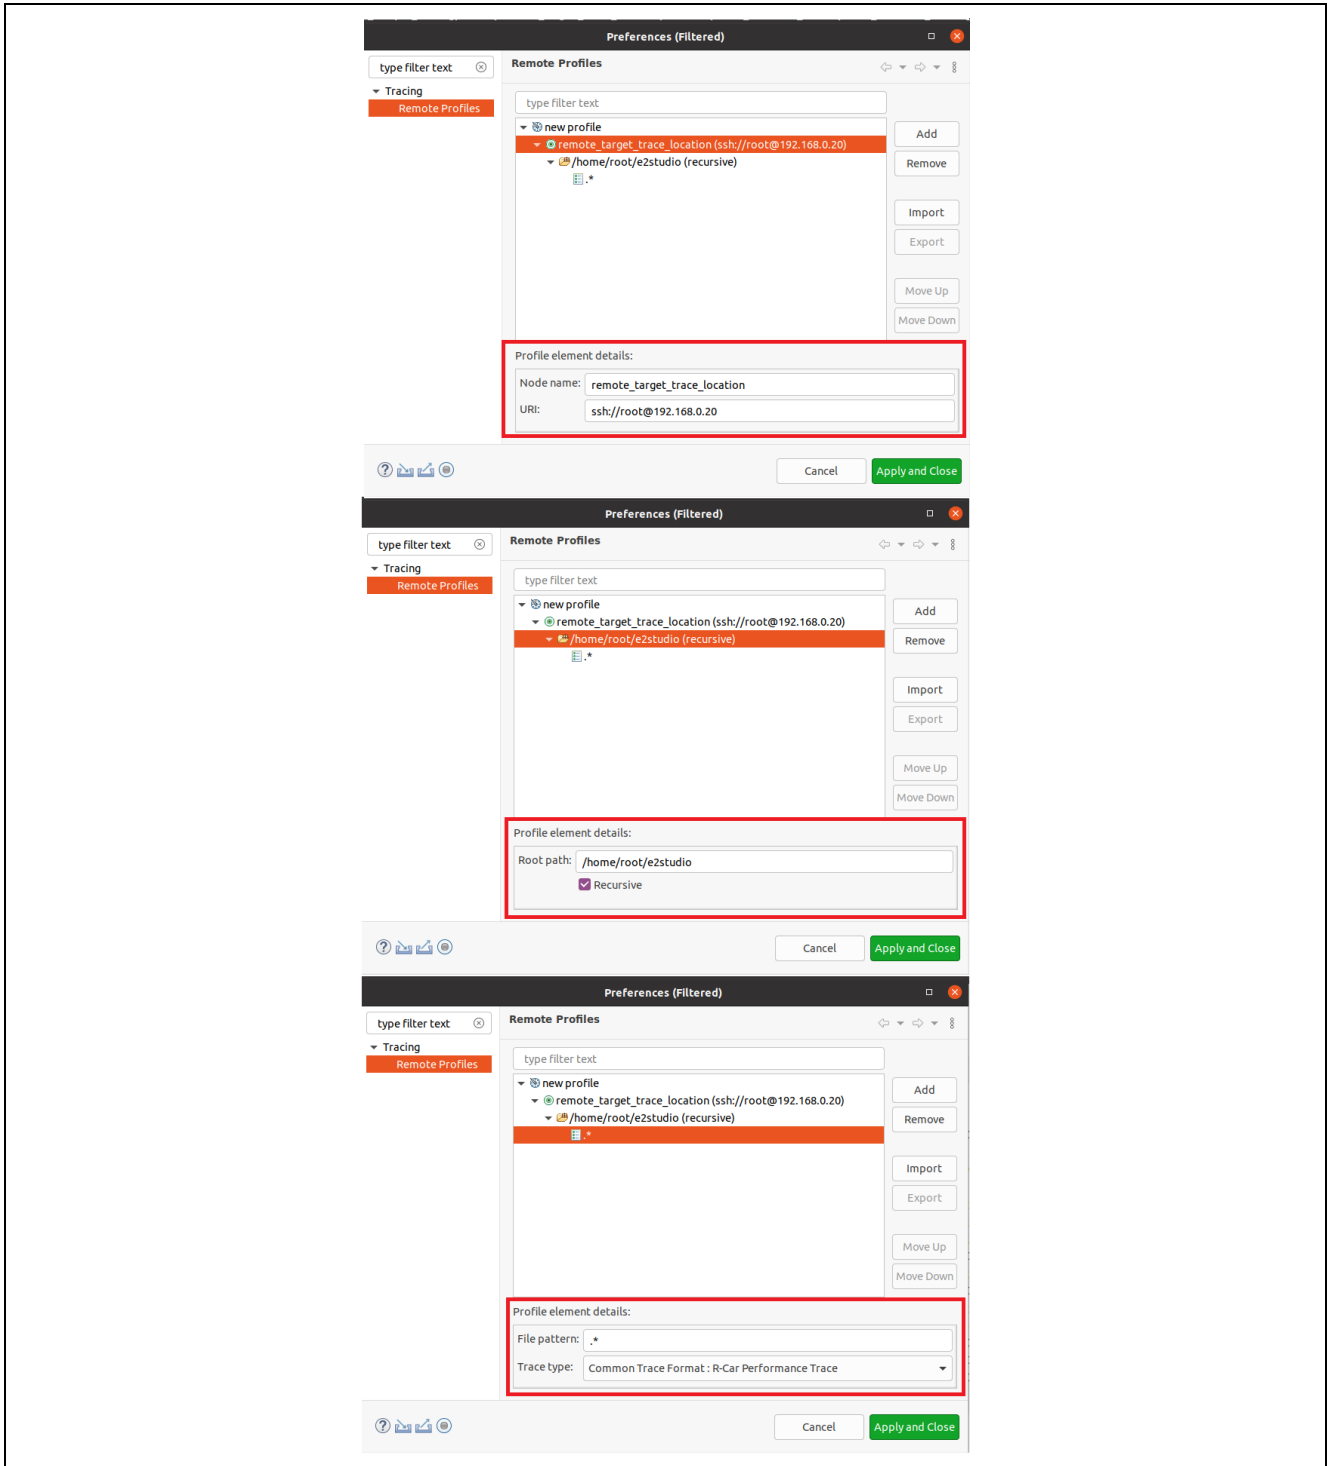 Preferences (Filtered)
type filter text
Remote Profiles
Tracing
Remote Profiles
type filter text
new profile
remote_target_trace_location (ssh://root@192.168.0.20)
/home/root/e2studio (recursive)
.*
Add
Remove
Import
Export
Move Up
Move Down
Profile element details:
Node name: remote_target_trace_location
URI: ssh://root@192.168.0.20
Cancel
Apply and Close
Preferences (Filtered)
type filter text
Remote Profiles
Tracing
Remote Profiles
type filter text
new profile
remote_target_trace_location (ssh://root@192.168.0.20)
/home/root/e2studio (recursive)
.*
Add
Remove
Import
Export
Move Up
Move Down
Profile element details:
Root path: /home/root/e2studio
Recursive
Cancel
Apply and Close
Preferences (Filtered)
type filter text
Remote Profiles
Tracing
Remote Profiles
type filter text
new profile
remote_target_trace_location (ssh://root@192.168.0.20)
/home/root/e2studio (recursive)
.*
Add
Remove
Import
Export
Move Up
Move Down
Profile element details:
File pattern: .*
Trace type: Common Trace Format : R-Car Performance Trace
Cancel
Apply and Close